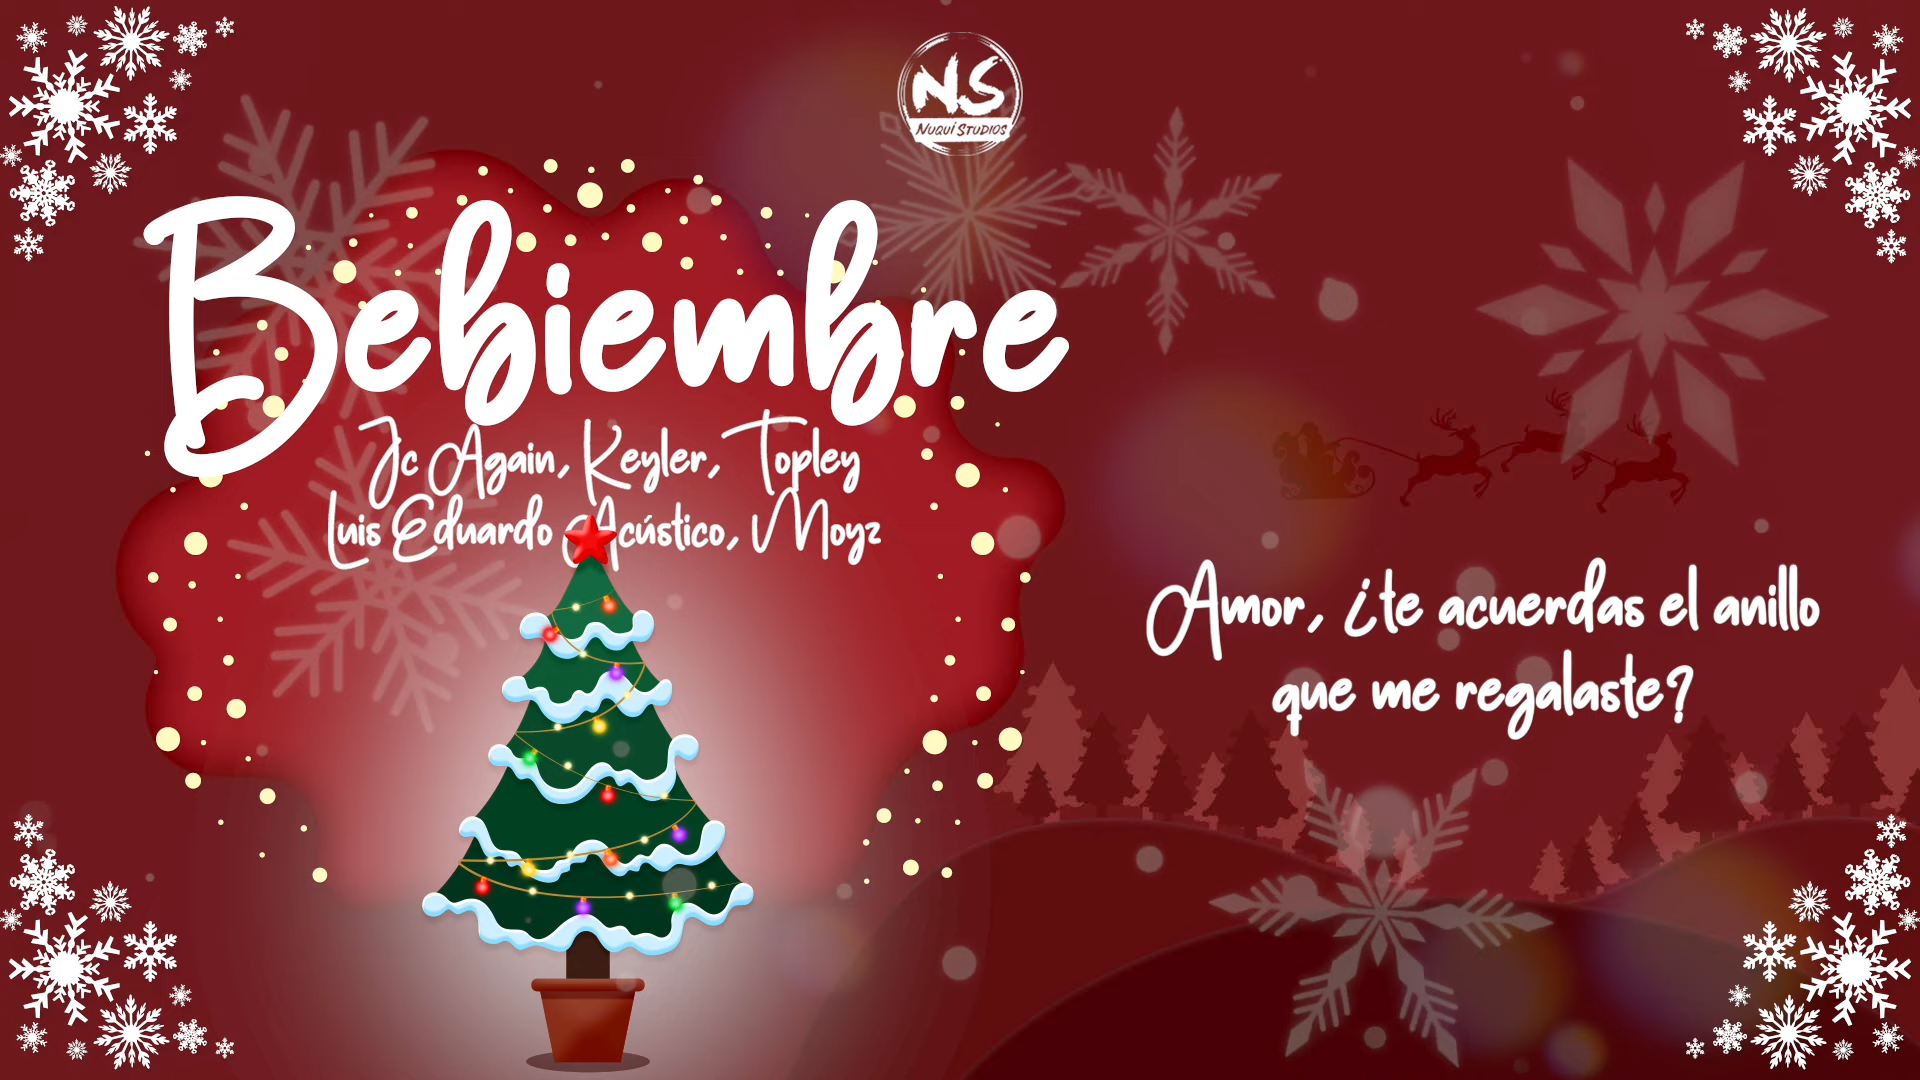 NS
NUQUÍ STUDIOS
Bebiembre
Jc Again, Keyler, Topley
Luis Eduardo Acústico, Moyz
Amor, ¿te acuerdas el anillo
que me regalaste?